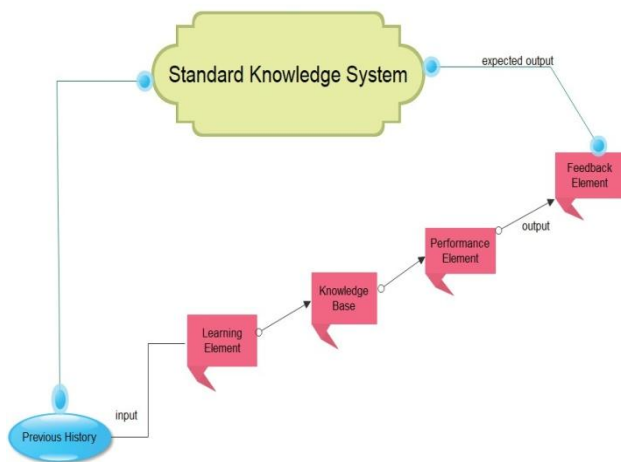 Standard Knowledge System
expected output
Feedback
Element
Performance
Element
output
Knowledge
Base
Learning
Element
input
Previous History